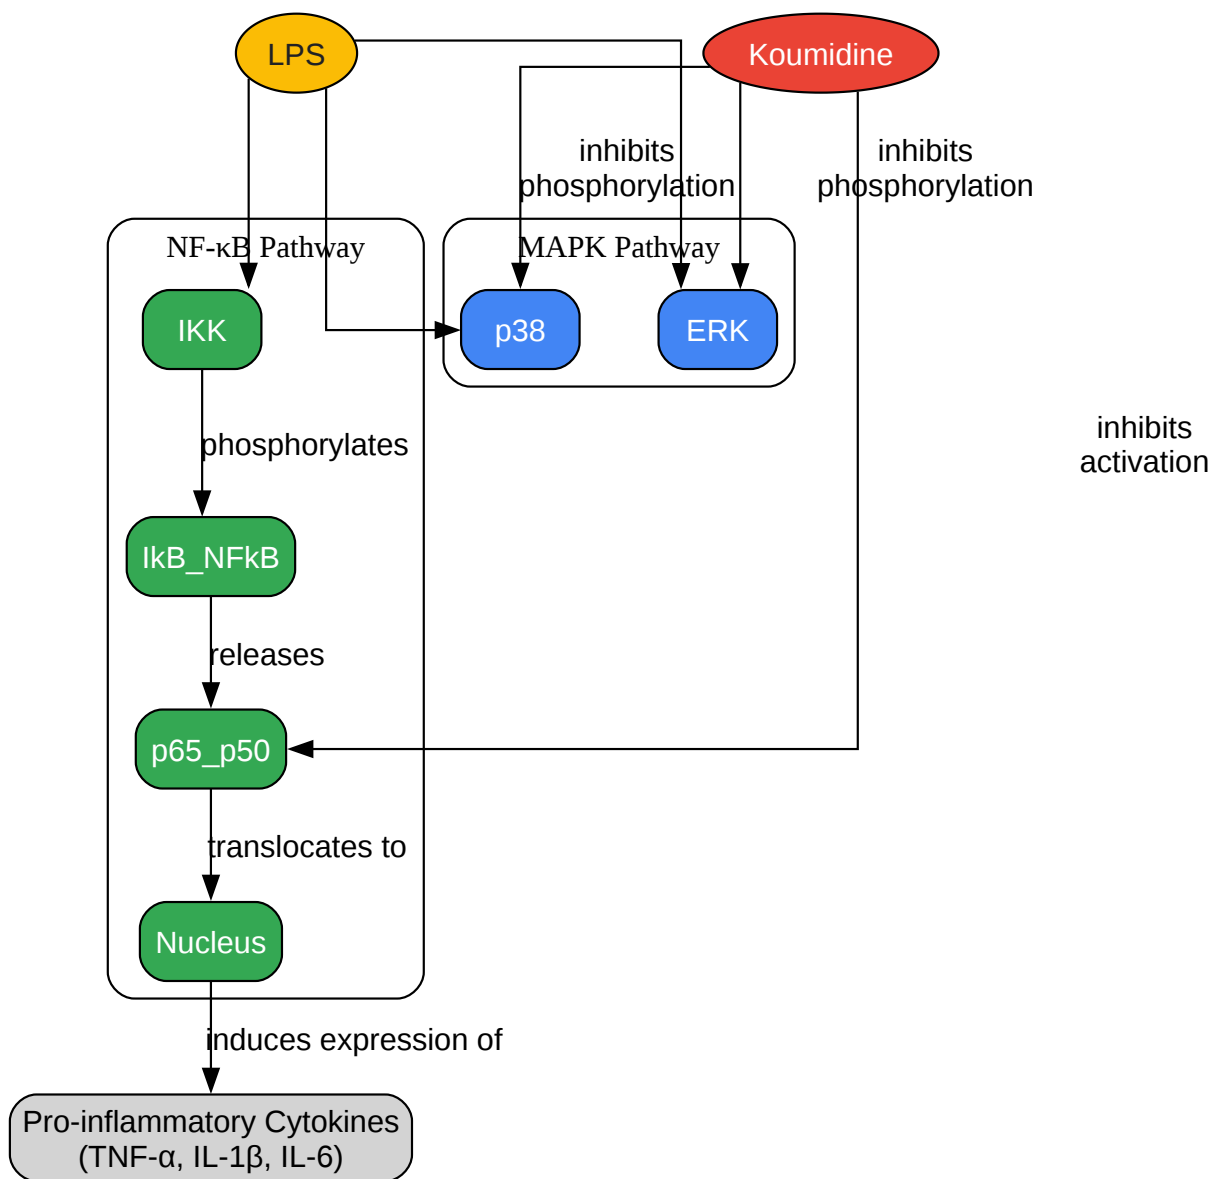 LPS
Koumidine
inhibits
phosphorylation
inhibits
phosphorylation
NF-κB Pathway
MAPK Pathway
IKK
p38
ERK
phosphorylates
inhibits
activation
IkB_NFkB
releases
p65_p50
translocates to
Nucleus
induces expression of
Pro-inflammatory Cytokines
(TNF-α, IL-1β, IL-6)